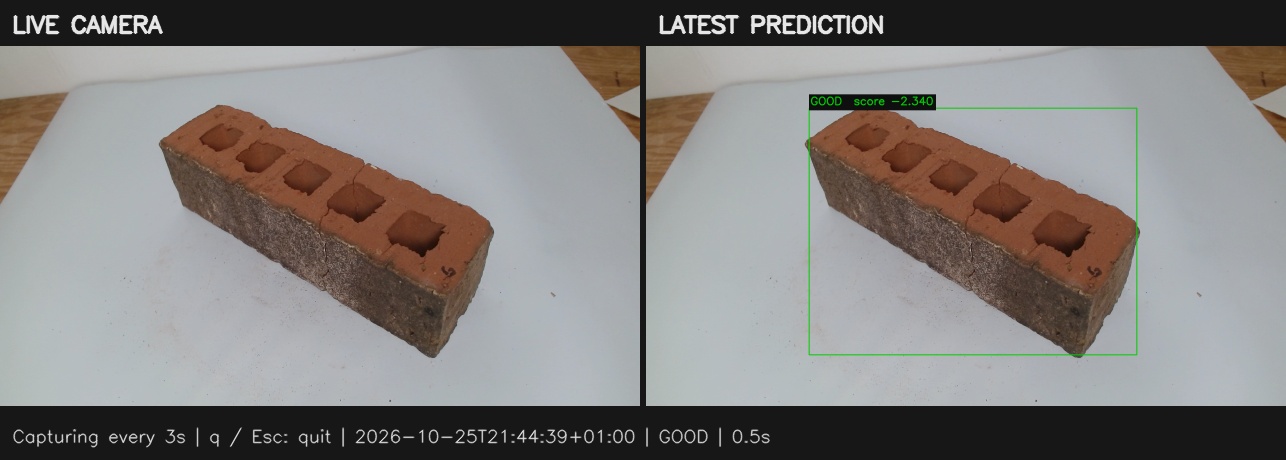 LIVE CAMERA
LATEST PREDICTION
GOOD score -2.340
Capturing every 3s | q / Esc: quit | 2026-10-25T21:44:39+01:00 | GOOD | 0.5s